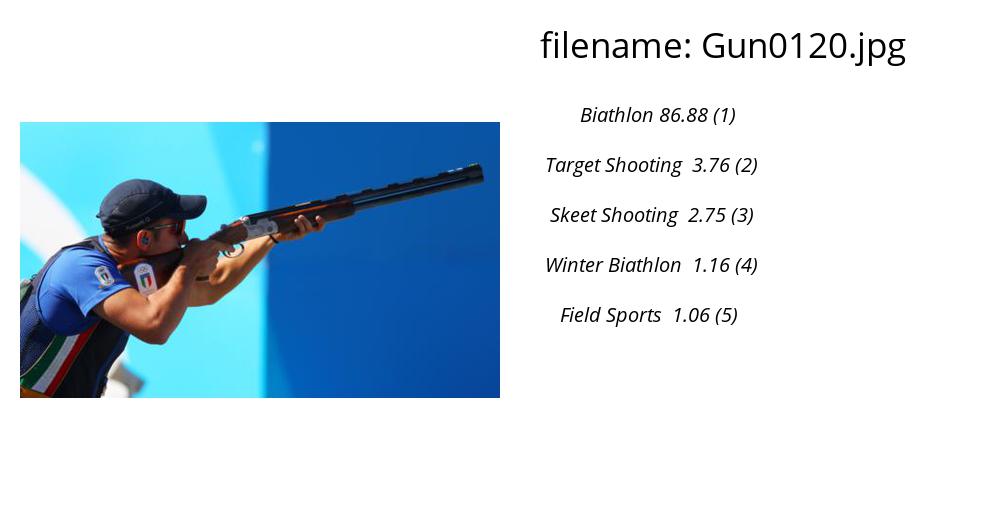 filename: Gun0120.jpg
Biathlon 86.88 (1)
Target Shooting 3.76 (2)
Skeet Shooting 2.75 (3)
Winter Biathlon 1.16 (4)
Field Sports 1.06 (5)